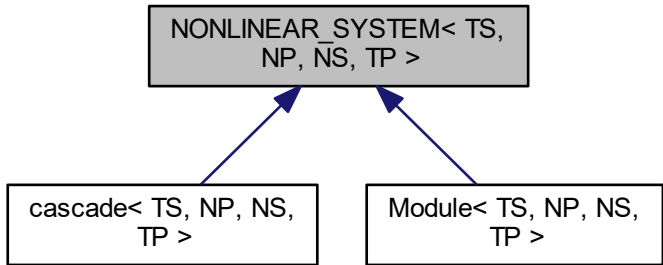 NONLINEAR_SYSTEM< TS,
NP, NS, TP >
cascade< TS, NP, NS,
TP >
Module< TS, NP, NS,
TP >